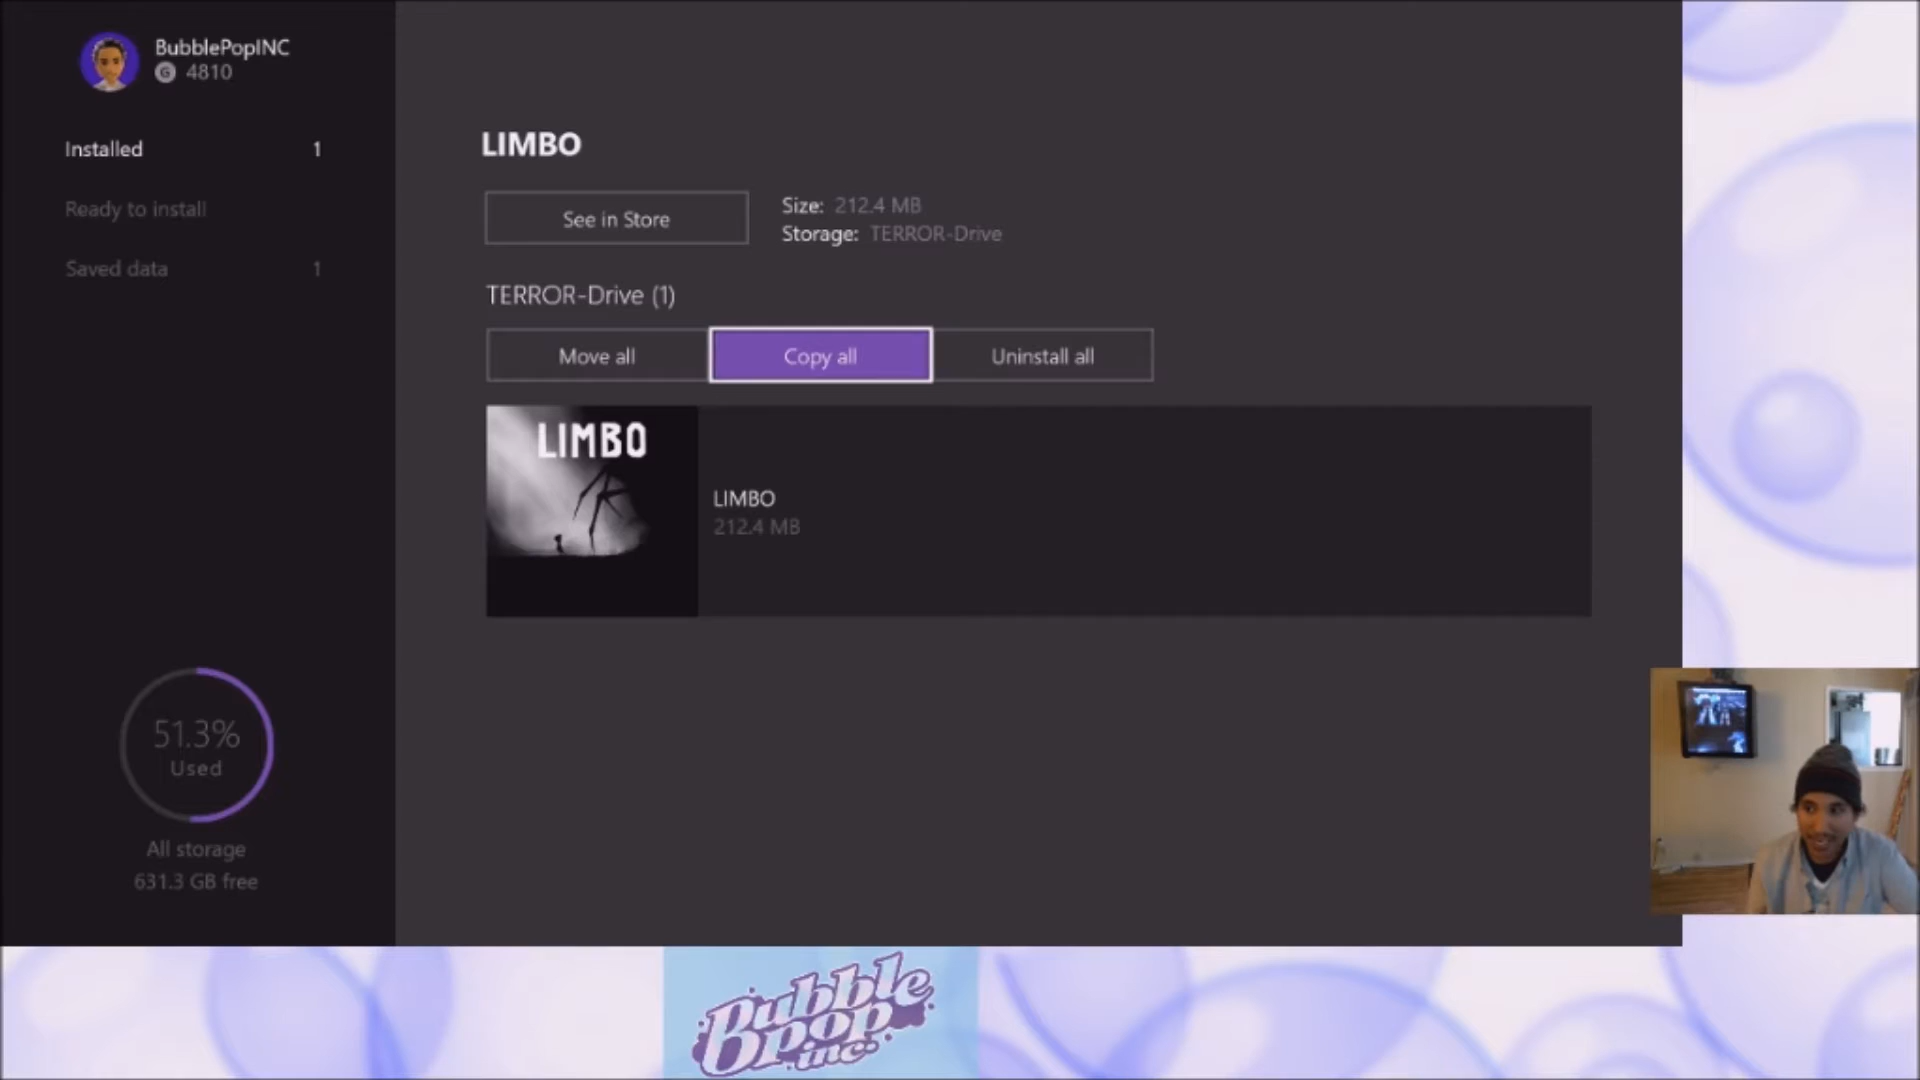 BubblePopINC
G 4810
Installed 1
Ready to install
Saved data 1
51.3%
Used
All storage
631.3 GB free
LIMBO
See in Store
Size: 212.4 MB
Storage: TERROR-Drive
TERROR-Drive (1)
Move all
Copy all
Uninstall all
LIMBO
LIMBO
212.4 MB
Bubble
Pop
inc.